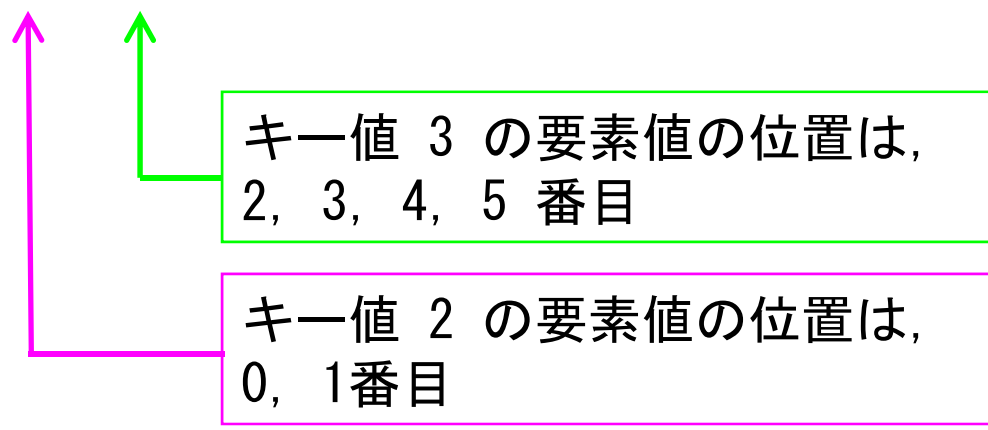 キー値 3 の要素値の位置は,
2, 3, 4, 5 番目
キー値 2 の要素値の位置は,
0, 1番目